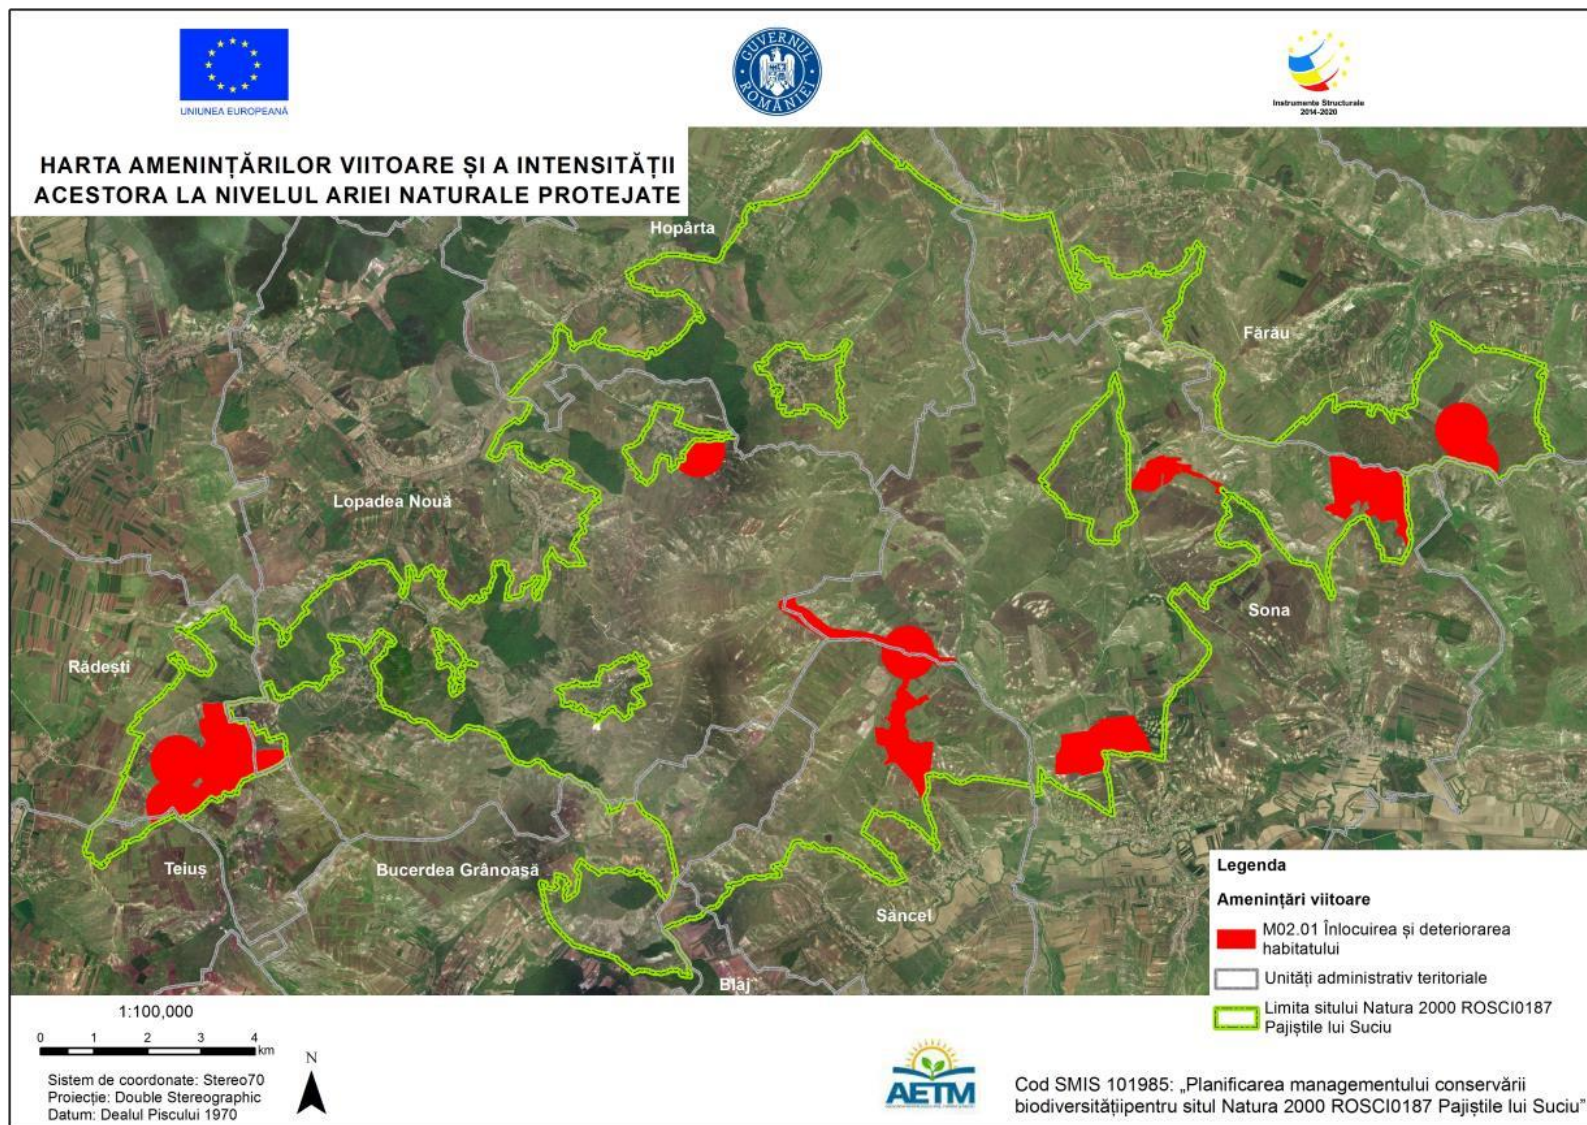 UNIUNEA EUROPEANĂ
GUVERNUL ROMÂNIEI
Instrumente Structurale
2014-2020
HARTA AMENINȚĂRILOR VIITOARE ȘI A INTENSITĂȚII
ACESTORA LA NIVELUL ARIEI NATURALE PROTEJATE
Hopârta
Fărău
Lopadea Nouă
Sona
Rădești
Teiuș
Bucerdea Grânoasă
Sâncel
Blaj
Legenda
Amenințări viitoare
M02.01 Înlocuirea și deteriorarea
habitatului
Unități administrativ teritoriale
Limita sitului Natura 2000 ROSCI0187
Pajiștile lui Suciu
1:100,000
0 1 2 3 4
km
N
Sistem de coordonate: Stereo70
Proiecție: Double Stereographic
Datum: Dealul Piscului 1970
AETM
Cod SMIS 101985: „Planificarea managementului conservării
biodiversitățiipentru situl Natura 2000 ROSCI0187 Pajiștile lui Suciu”